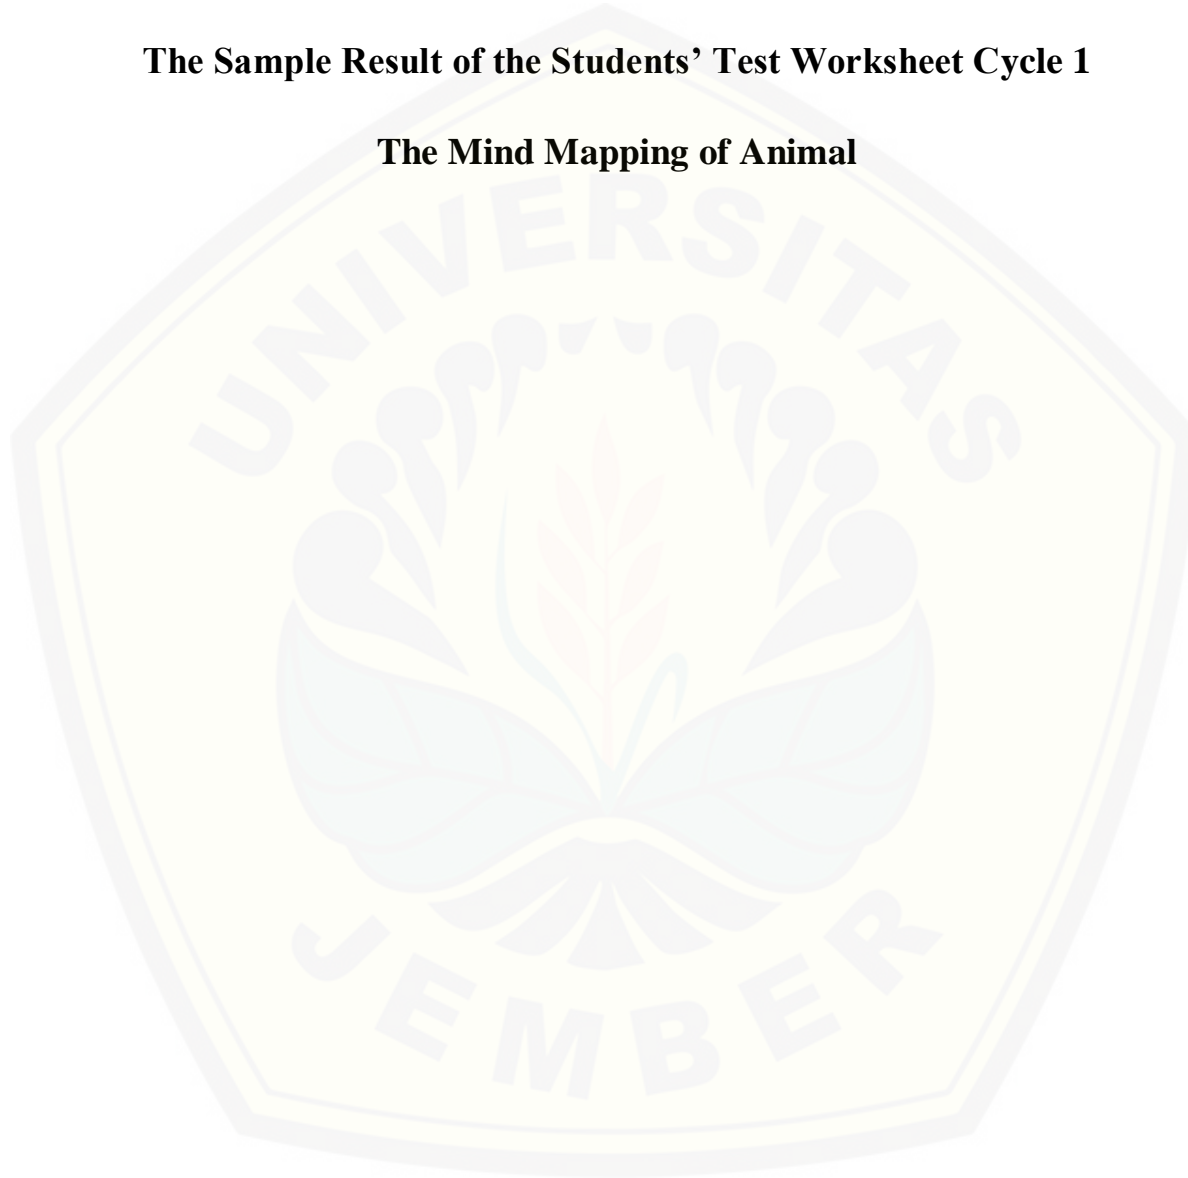 The Sample Result of the Students’ Test Worksheet Cycle 1
The Mind Mapping of Animal
UNIVERSITAS
JEMBER